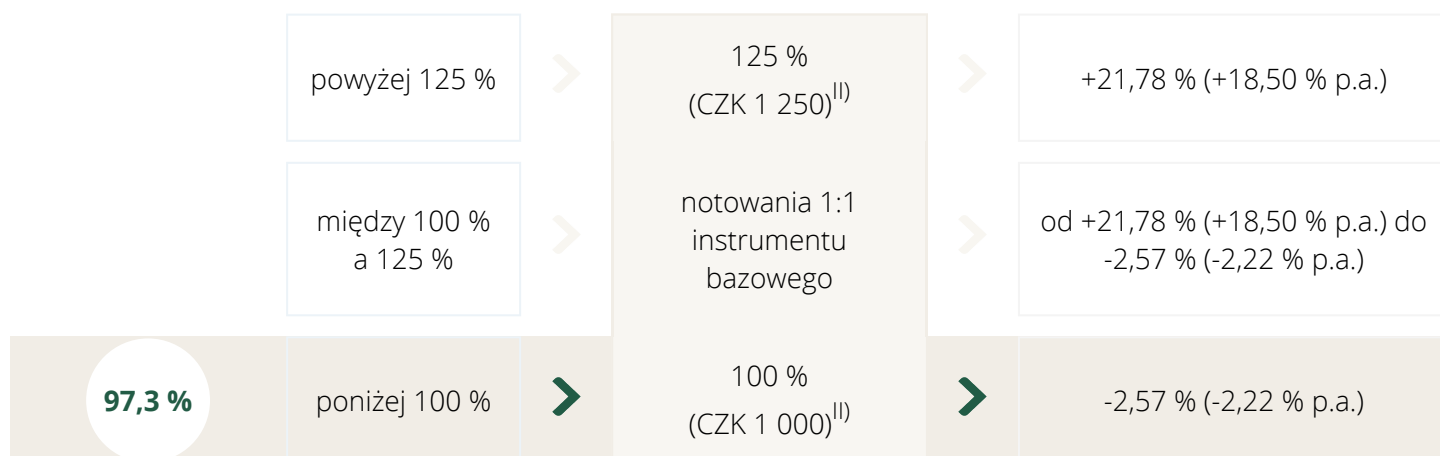 powyżej 125 %
125 %
(CZK 1 250)II)
+21,78 % (+18,50 % p.a.)
między 100 %
a 125 %
notowania 1:1
instrumentu
bazowego
od +21,78 % (+18,50 % p.a.) do
-2,57 % (-2,22 % p.a.)
97,3 %
poniżej 100 %
100 %
(CZK 1 000)II)
-2,57 % (-2,22 % p.a.)